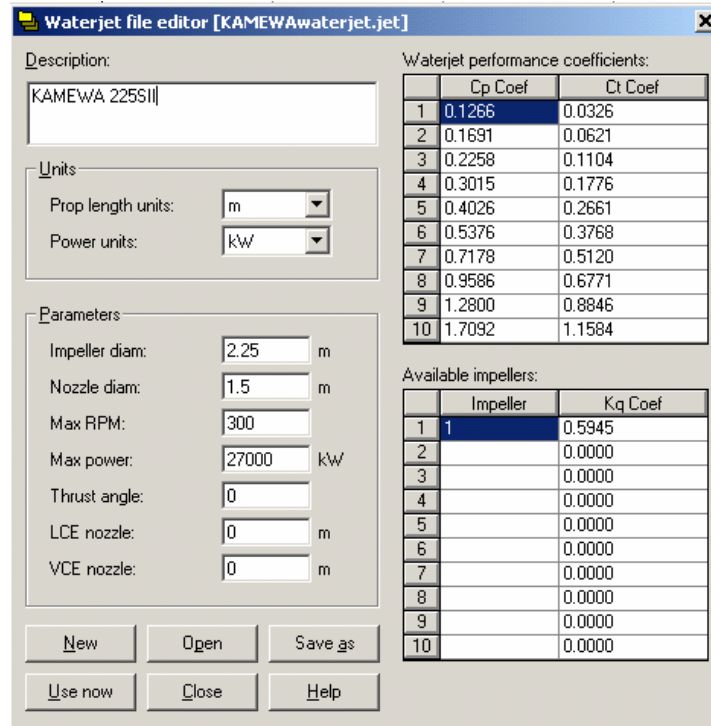 Waterjet file editor [KAMEWAwaterjet.jet]
Description:
KAMEWA 225SII
Units
Prop length units: m
Power units: kW
Parameters
Impeller diam: 2.25 m
Nozzle diam: 1.5 m
Max RPM: 300
Max power: 27000 kW
Thrust angle: 0
LCE nozzle: 0 m
VCE nozzle: 0 m
New Open Save as
Use now Close Help
Waterjet performance coefficients:
Cp Coef Ct Coef
1 0.1266 0.0326
2 0.1691 0.0621
3 0.2258 0.1104
4 0.3015 0.1776
5 0.4026 0.2661
6 0.5376 0.3768
7 0.7178 0.5120
8 0.9586 0.6771
9 1.2800 0.8846
10 1.7092 1.1584
Available impellers:
Impeller Kq Coef
1 1 0.5945
2 0.0000
3 0.0000
4 0.0000
5 0.0000
6 0.0000
7 0.0000
8 0.0000
9 0.0000
10 0.0000